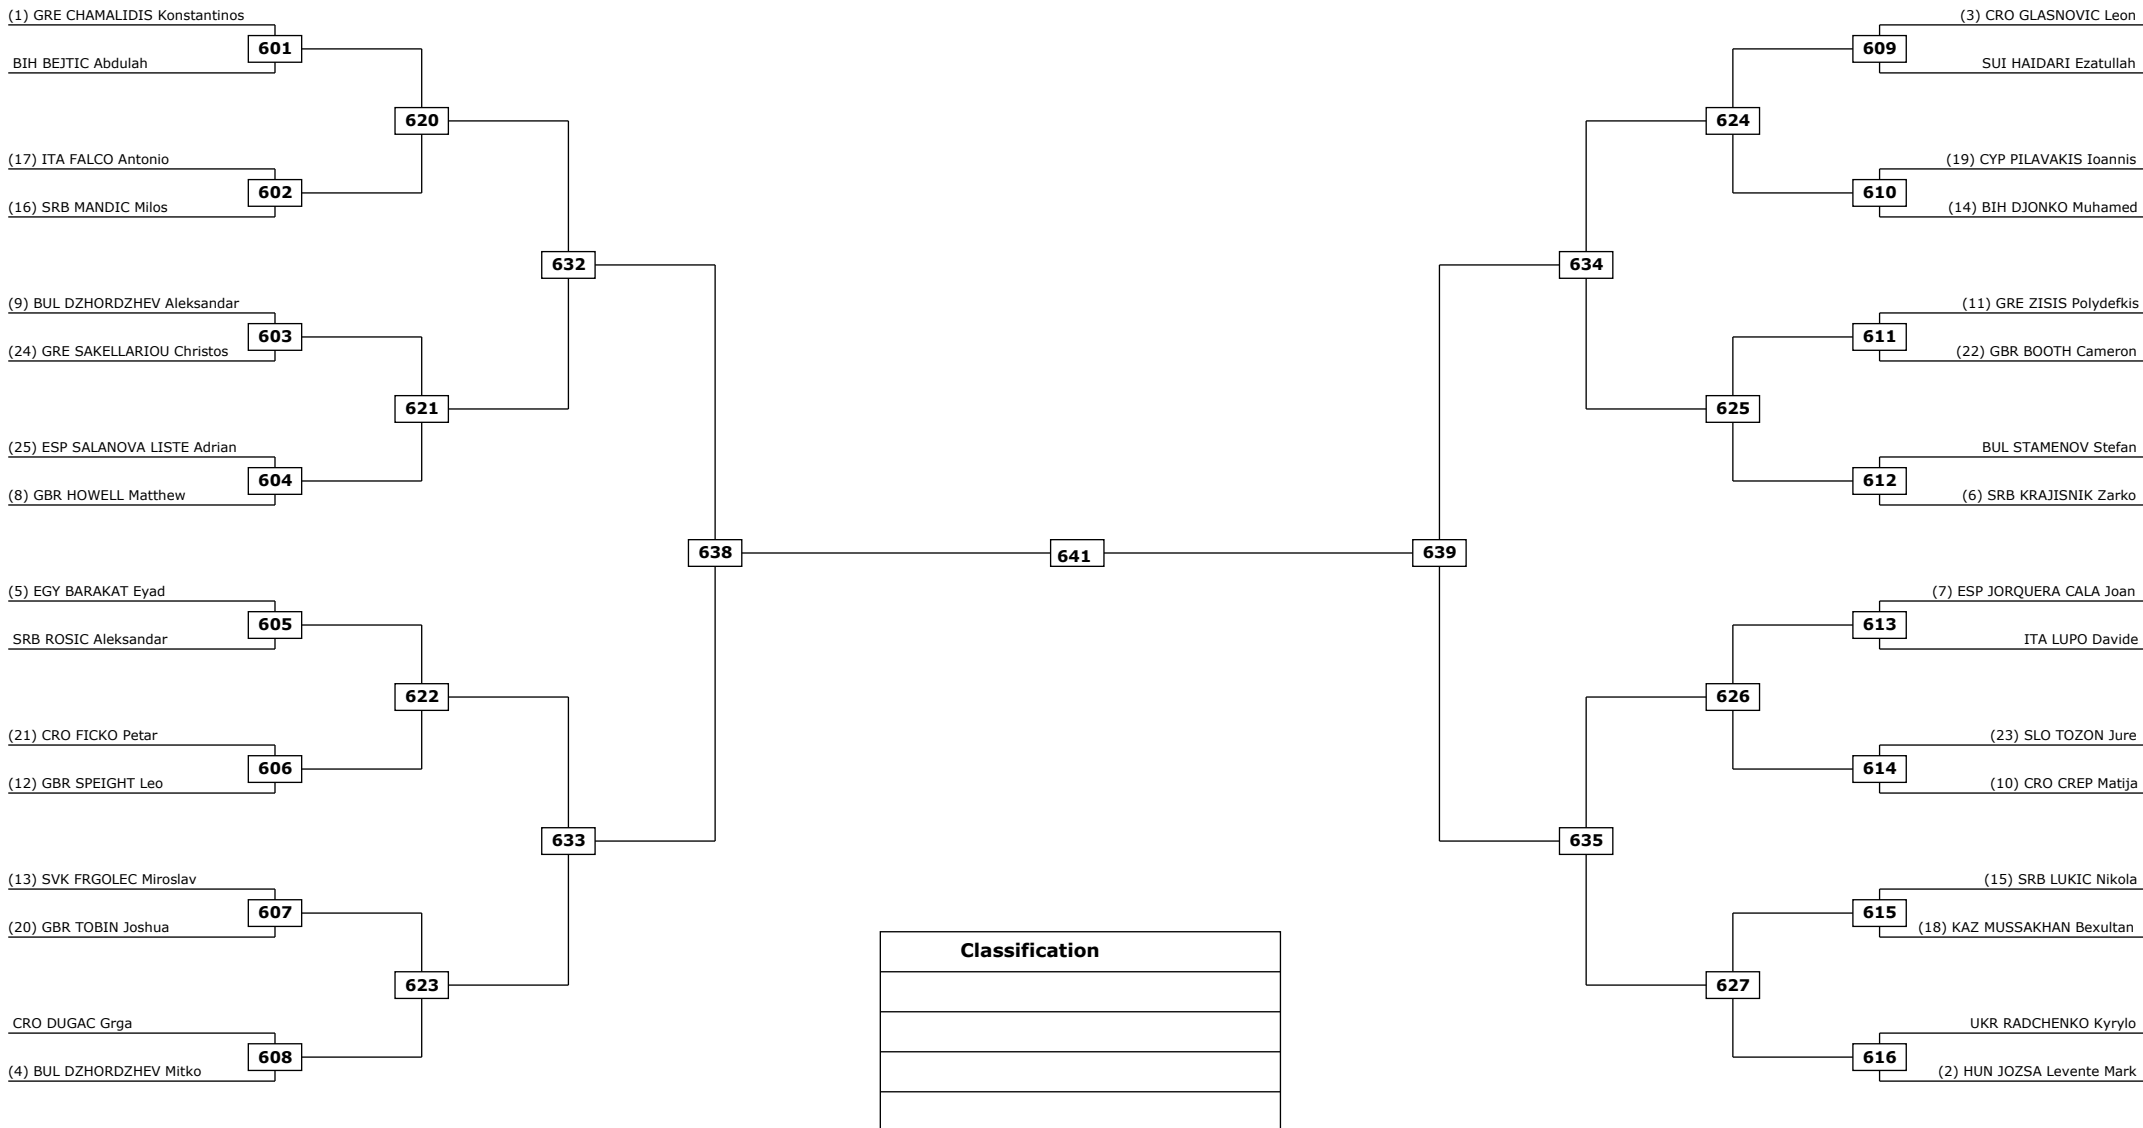 (1) GRE CHAMALIDIS Konstantinos
601
BIH BEJTIC Abdulah
620
(17) ITA FALCO Antonio
602
(16) SRB MANDIC Milos
632
(9) BUL DZHORDZHEV Aleksandar
603
(24) GRE SAKELLARIOU Christos
621
(25) ESP SALANOVA LISTE Adrian
604
(8) GBR HOWELL Matthew
638
(5) EGY BARAKAT Eyad
605
SRB ROSIC Aleksandar
622
(21) CRO FICKO Petar
606
(12) GBR SPEIGHT Leo
633
(13) SVK FRGOLEC Miroslav
607
(20) GBR TOBIN Joshua
623
CRO DUGAC Grga
608
(4) BUL DZHORDZHEV Mitko
641
(3) CRO GLASNOVIC Leon
609
SUI HAIDARI Ezatullah
624
(19) CYP PILAVAKIS Ioannis
610
(14) BIH DJONKO Muhamed
634
(11) GRE ZISIS Polydefkis
611
(22) GBR BOOTH Cameron
625
BUL STAMENOV Stefan
612
(6) SRB KRAJISNIK Zarko
639
(7) ESP JORQUERA CALA Joan
613
ITA LUPO Davide
626
(23) SLO TOZON Jure
614
(10) CRO CREP Matija
635
(15) SRB LUKIC Nikola
615
(18) KAZ MUSSAKHAN Bexultan
627
UKR RADCHENKO Kyrylo
616
(2) HUN JOZSA Levente Mark
Classification